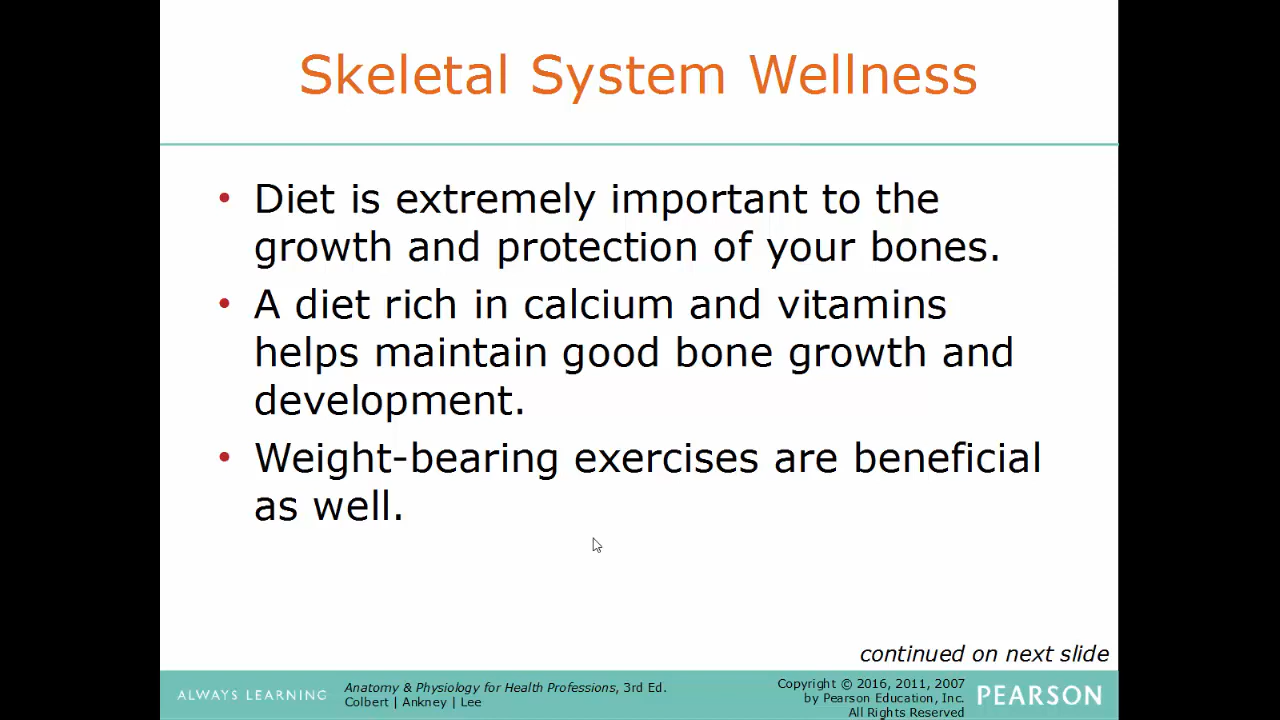 Skeletal System Wellness
• Diet is extremely important to the
growth and protection of your bones.
• A diet rich in calcium and vitamins
helps maintain good bone growth and
development.
• Weight-bearing exercises are beneficial
as well.
continued on next slide
ALWAYS LEARNING
Anatomy & Physiology for Health Professions, 3rd Ed.
Colbert | Ankney | Lee
Copyright © 2016, 2011, 2007
by Pearson Education, Inc.
All Rights Reserved
PEARSON